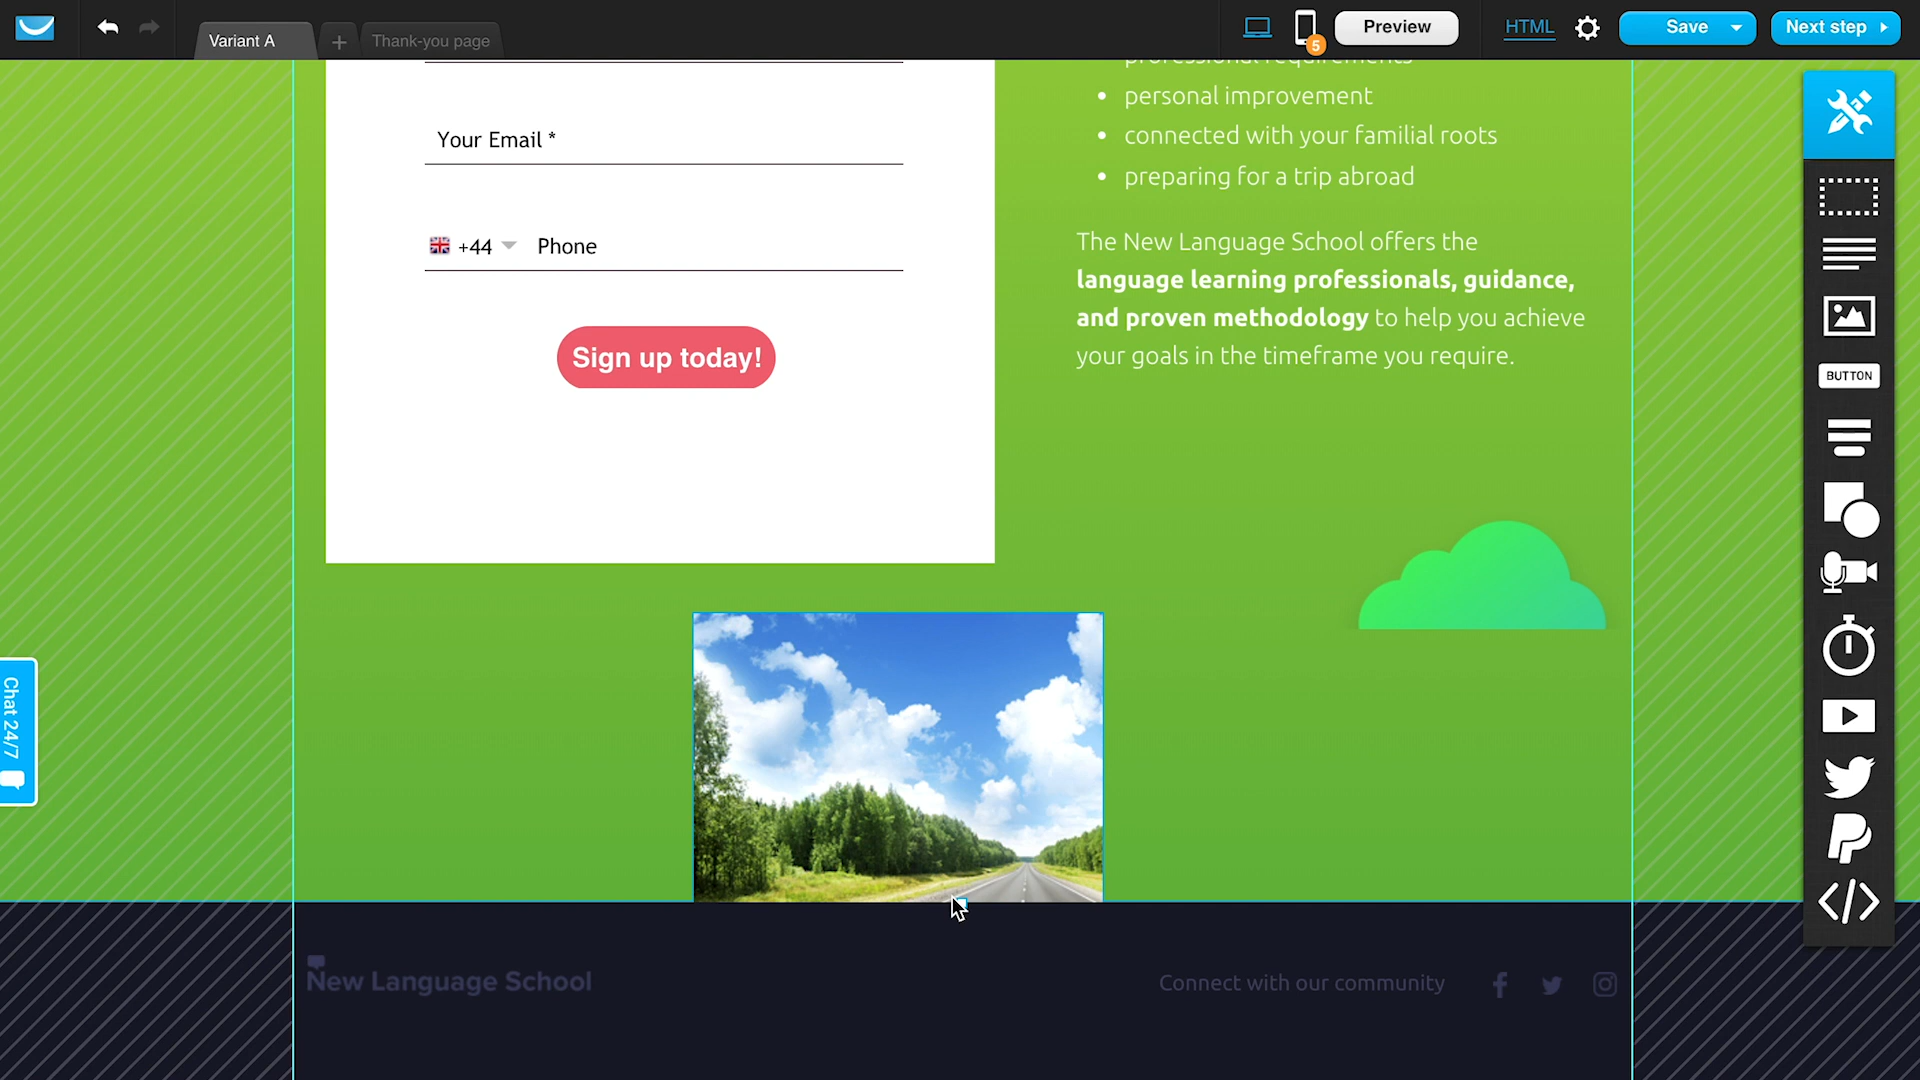 Variant A
Thank-you page
5
Preview
HTML
Save
Next step
professional requirements
• personal improvement
• connected with your familial roots
• preparing for a trip abroad
Your Email *
+44
Phone
Sign up today!
The New Language School offers the
language learning professionals, guidance,
and proven methodology to help you achieve
your goals in the timeframe you require.
BUTTON
Chat 24/7
New Language School
Connect with our community